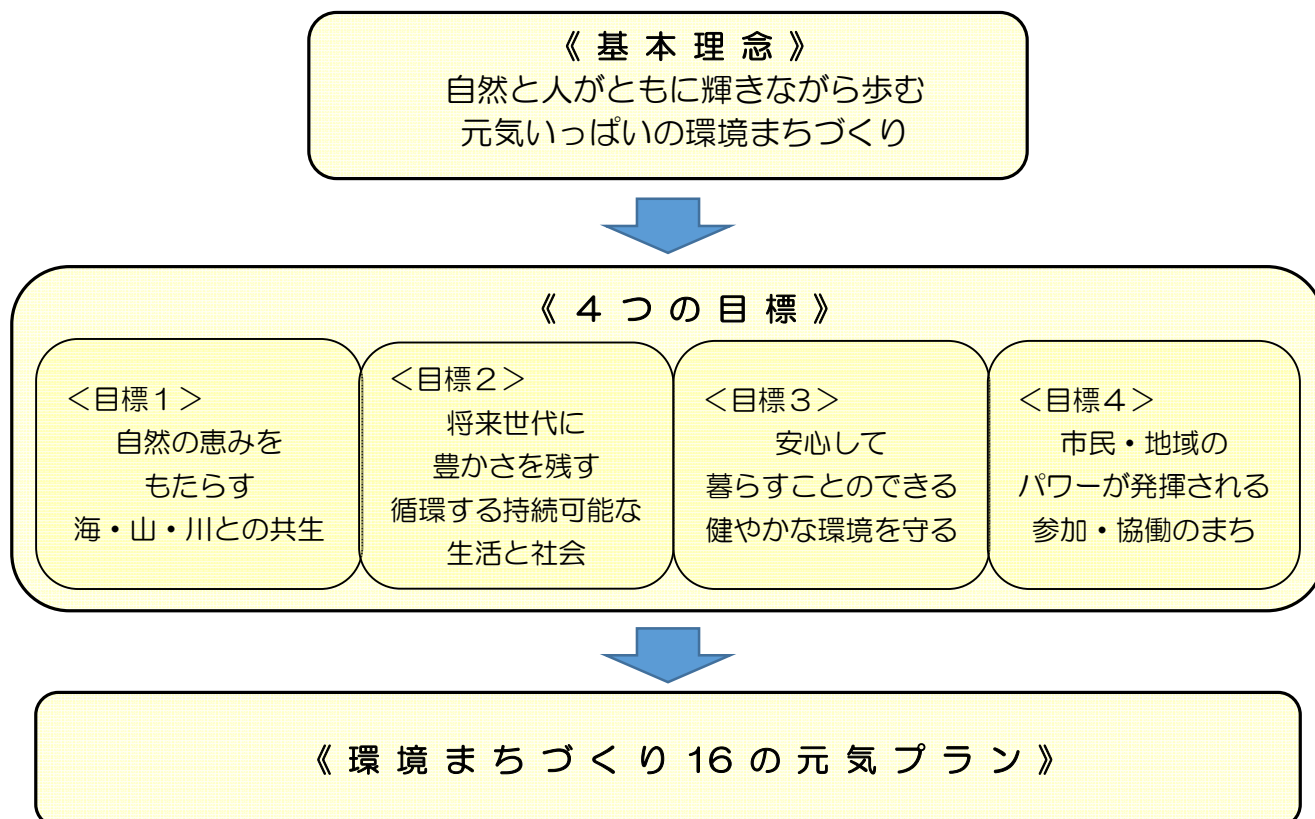 《 基 本 理 念 》
自然と人がともに輝きながら歩む
元気いっぱいの環境まちづくり
《 ４ つ の 目 標 》
＜目標１＞
自然の恵みを
もたらす
海・山・川との共生
＜目標２＞
将来世代に
豊かさを残す
循環する持続可能な
生活と社会
＜目標３＞
安心して
暮らすことのできる
健やかな環境を守る
＜目標４＞
市民・地域の
パワーが発揮される
参加・協働のまち
《 環 境 ま ち づ く り 16 の 元 気 プ ラ ン 》